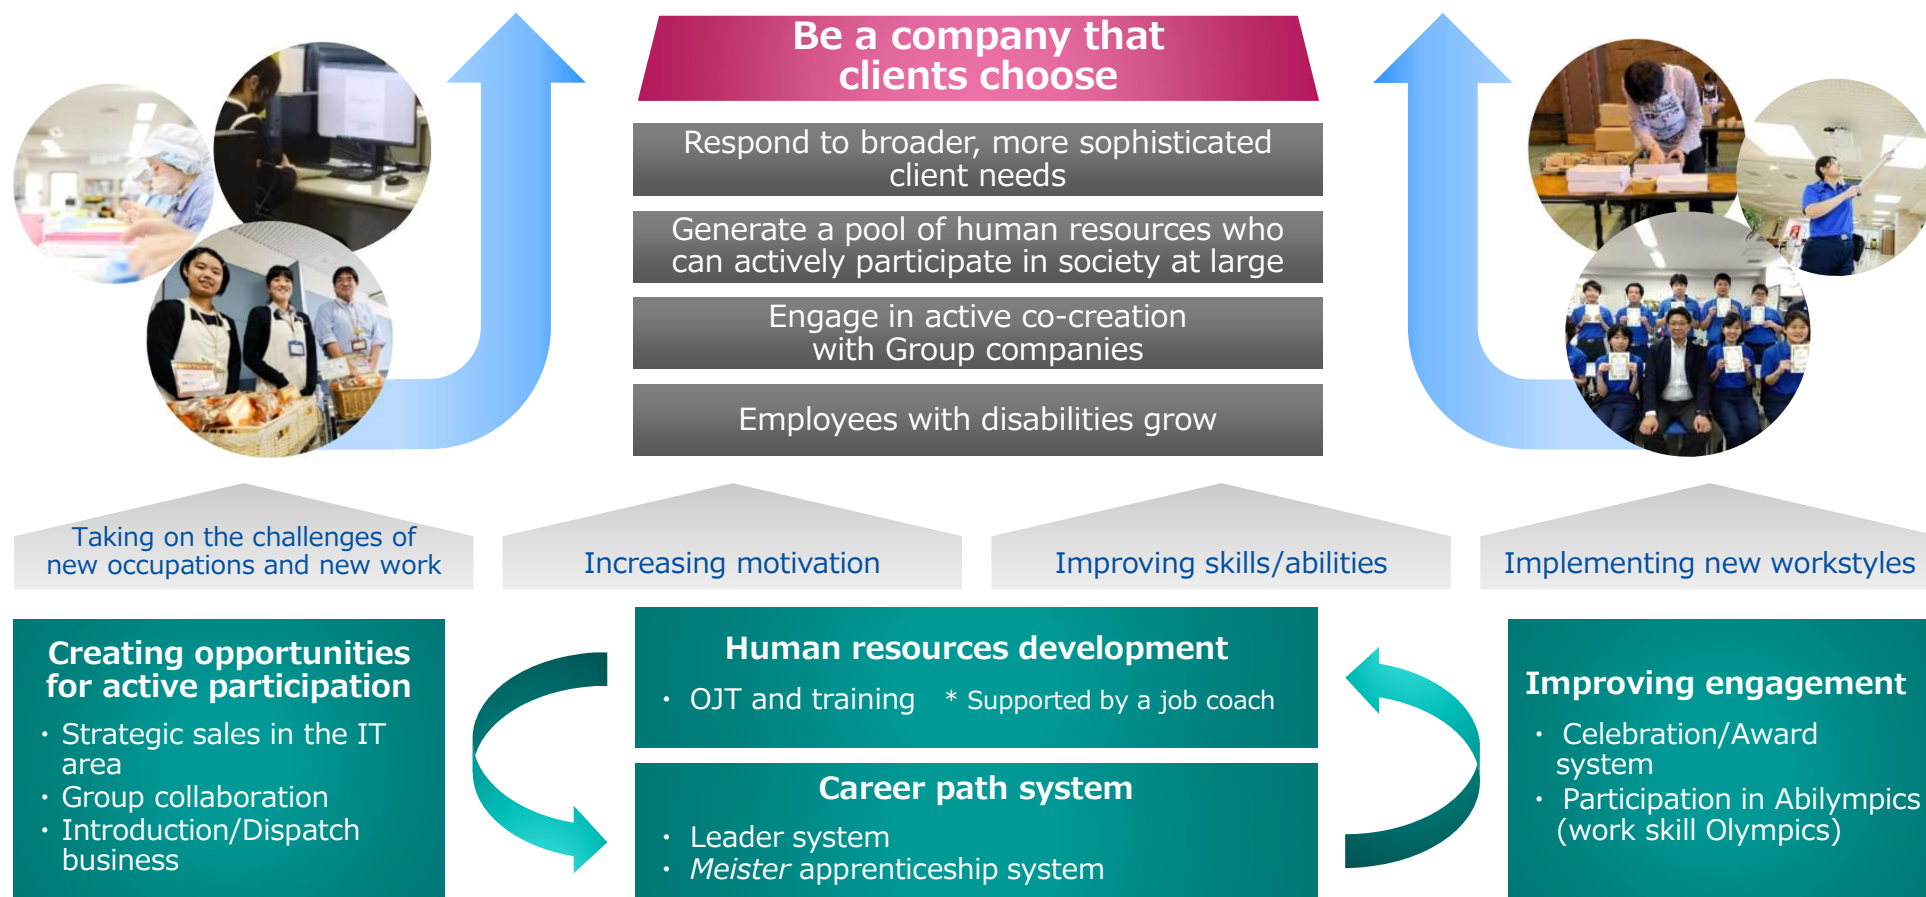 Be a company that
clients choose
Respond to broader, more sophisticated
client needs
Generate a pool of human resources who
can actively participate in society at large
Engage in active co-creation
with Group companies
Employees with disabilities grow
Taking on the challenges of
new occupations and new work
Increasing motivation
Improving skills/abilities
Implementing new workstyles
Creating opportunities
for active participation
・Strategic sales in the IT
area
・Group collaboration
・Introduction/Dispatch
business
Human resources development
・ OJT and training * Supported by a job coach
Career path system
・ Leader system
・ Meister apprenticeship system
Improving engagement
・ Celebration/Award
system
・ Participation in Abilympics
(work skill Olympics)